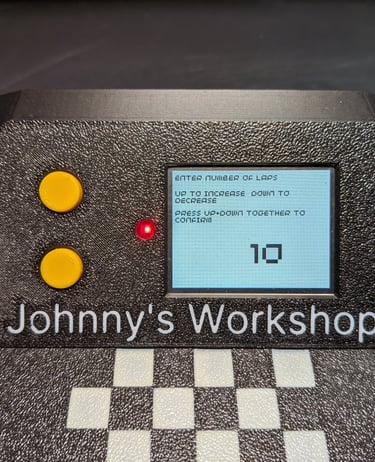 ENTER NUMBER OF LAPS
UP TO INCREASE DOWN TO
DECREASE
PRESS UP+DOWN TOGETHER TO
CONFIRM
10
Johnny's Workshop